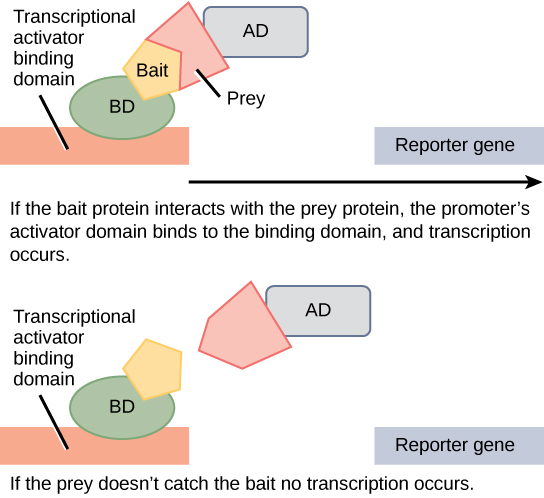 Transcriptional
activator
binding
domain
AD
Bait
BD
Prey
Reporter gene
If the bait protein interacts with the prey protein, the promoter’s
activator domain binds to the binding domain, and transcription
occurs.
Transcriptional
activator
binding
domain
AD
BD
Reporter gene
If the prey doesn’t catch the bait no transcription occurs.